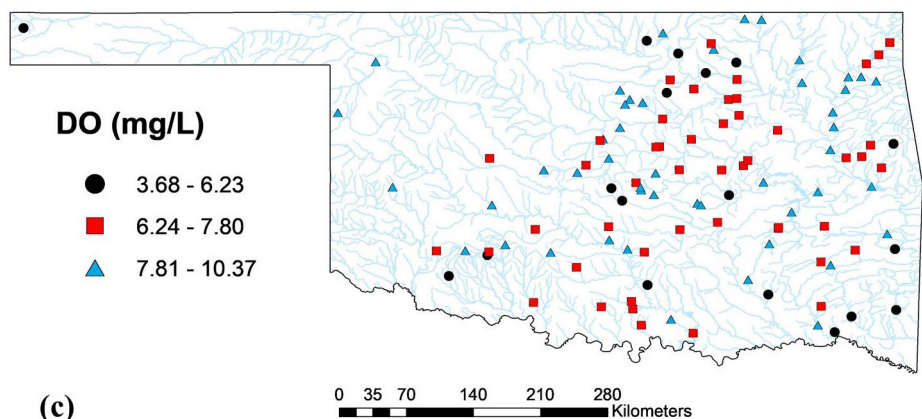 DO (mg/L)
3.68 - 6.23
6.24 - 7.80
7.81 - 10.37
(c)
0 35 70 140 210 280
Kilometers